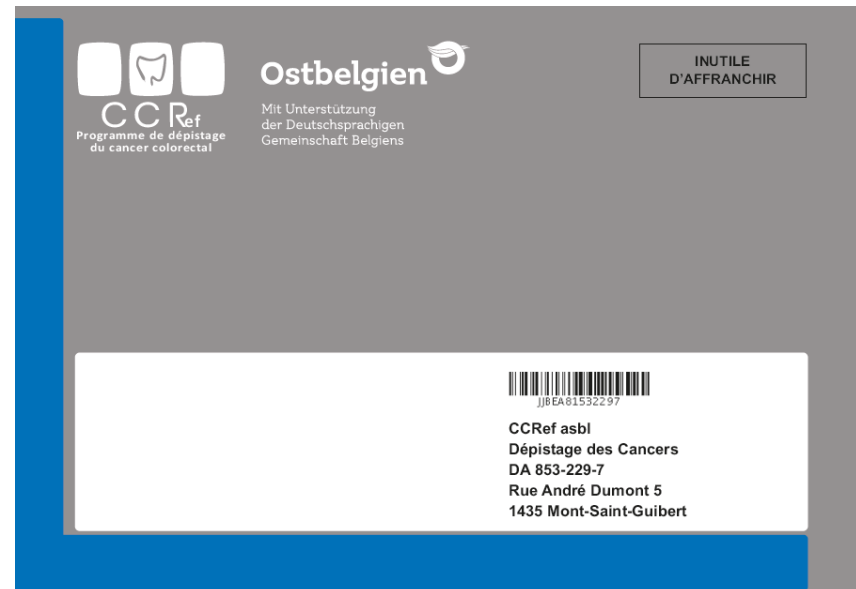 CCRef
Programme de dépistage
du cancer colorectal
Ostbelgien
Mit Unterstützung
der Deutschsprachigen
Gemeinschaft Belgiens
INUTILE
D'AFFRANCHIR
JJBEA81532297
CCRef asbl
Dépistage des Cancers
DA 853-229-7
Rue André Dumont 5
1435 Mont-Saint-Guibert